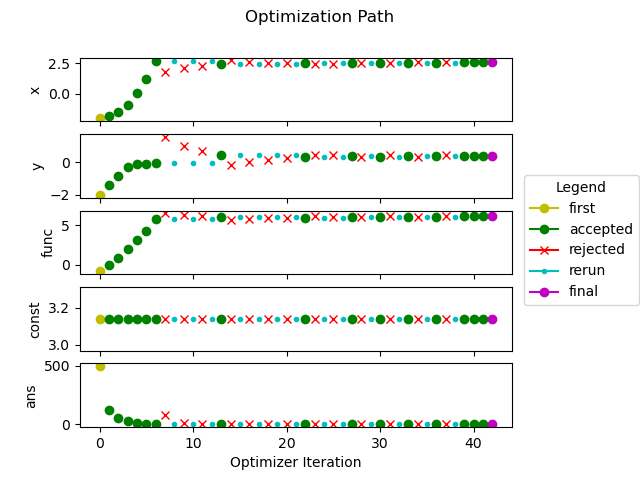 Optimization Path
2.5
0.0
x
0
−2
y
5
0
func
3.2
3.0
const
500
0
ans
0
10
20
30
40
Optimizer Iteration
Legend
first
accepted
rejected
rerun
final